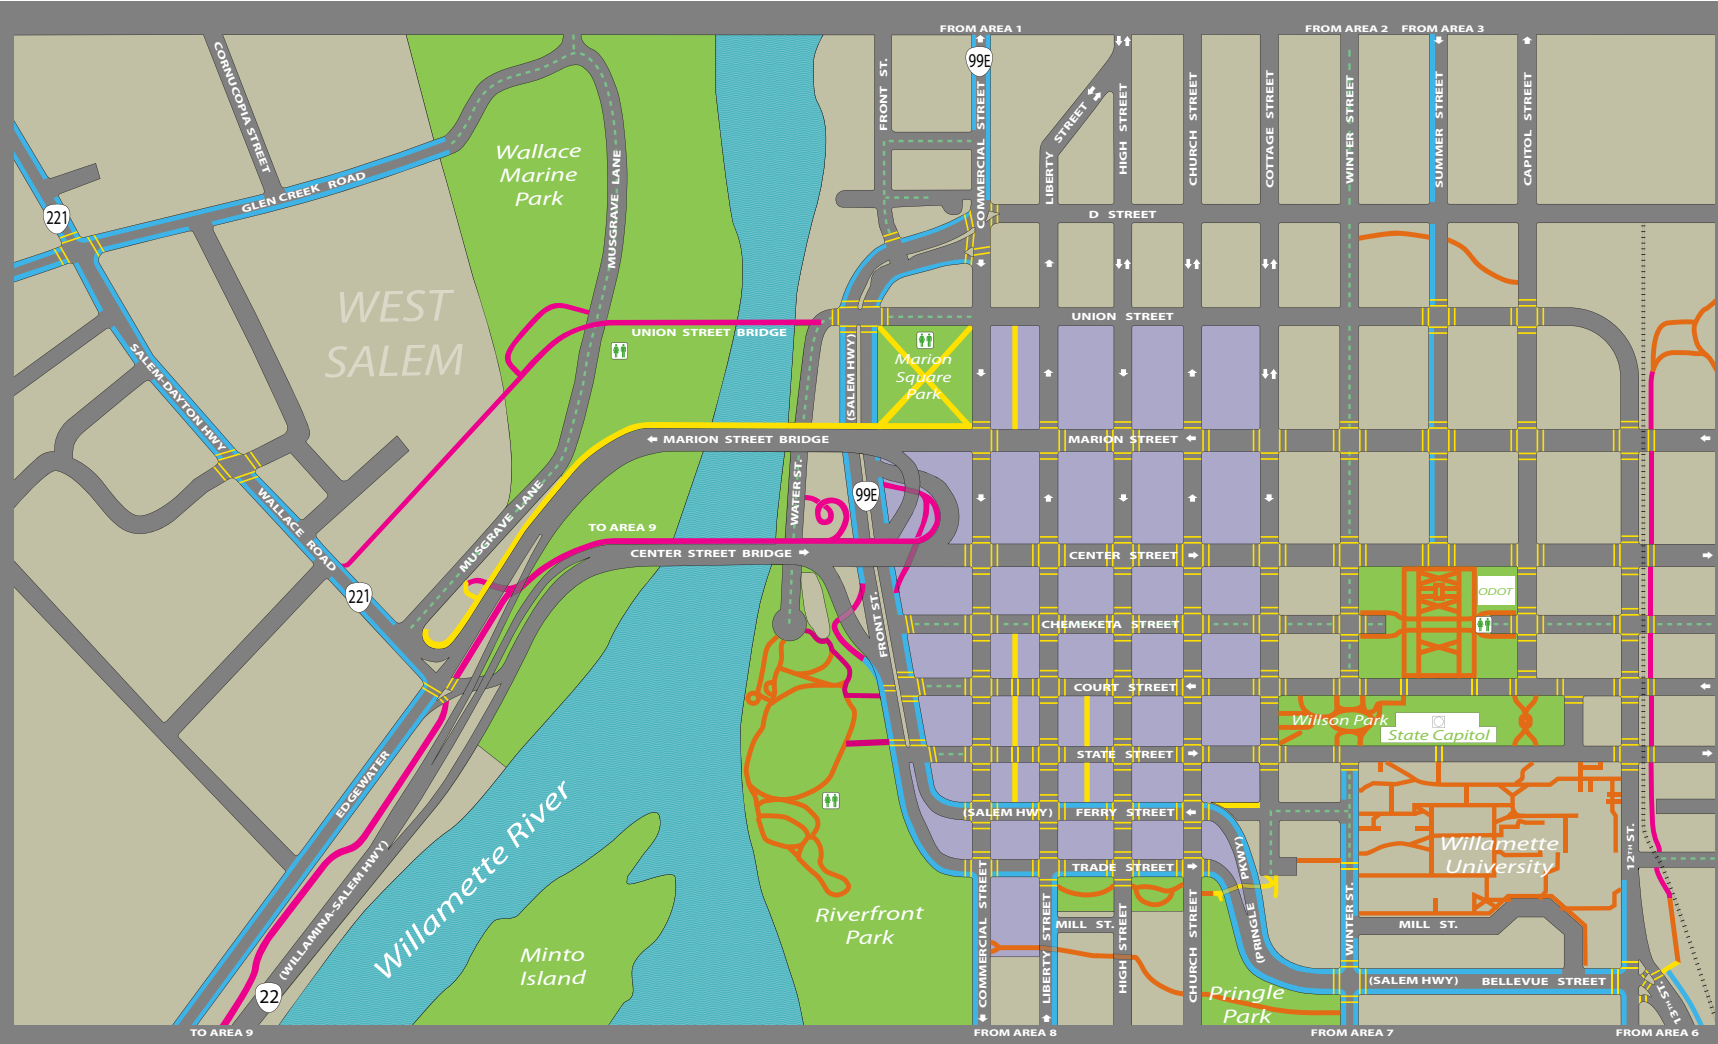 FROM AREA 1
FROM AREA 2
FROM AREA 3
CORNUCOPIA STREET
FRONT ST.
99E
COMMERCIAL STREET
LIBERTY STREET
HIGH STREET
CHURCH STREET
COTTAGE STREET
WINTER STREET
SUMMER STREET
CAPITOL STREET
Wallace
Marine
Park
MUSGRAVE LANE
GLEN CREEK ROAD
221
D STREET
WEST
SALEM
UNION STREET BRIDGE
UNION STREET
SALEM-DAYTON HWY
(SALEM HWY)
Marion
Square
Park
MARION STREET BRIDGE
MARION STREET
WALLACE ROAD
MUSGRAVE LANE
WATER ST.
99E
TO AREA 9
CENTER STREET BRIDGE
CENTER STREET
221
FRONT ST.
ODOT
CHEMEKETA STREET
COURT STREET
Willson Park
State Capitol
STATE STREET
EDGEWATER
(SALEM HWY) FERRY STREET
Willamette River
(WILLAMINA-SALEM HWY)
Willamette
University
12TH ST.
TRADE STREET
(PRINGLE PKWY)
COMMERCIAL STREET
LIBERTY STREET
HIGH STREET
CHURCH STREET
WINTER ST.
Riverfront
Park
MILL ST.
MILL ST.
Minto
Island
22
(SALEM HWY) BELLEVUE STREET
Pringle
Park
13TH ST.
TO AREA 9
FROM AREA 8
FROM AREA 7
FROM AREA 6